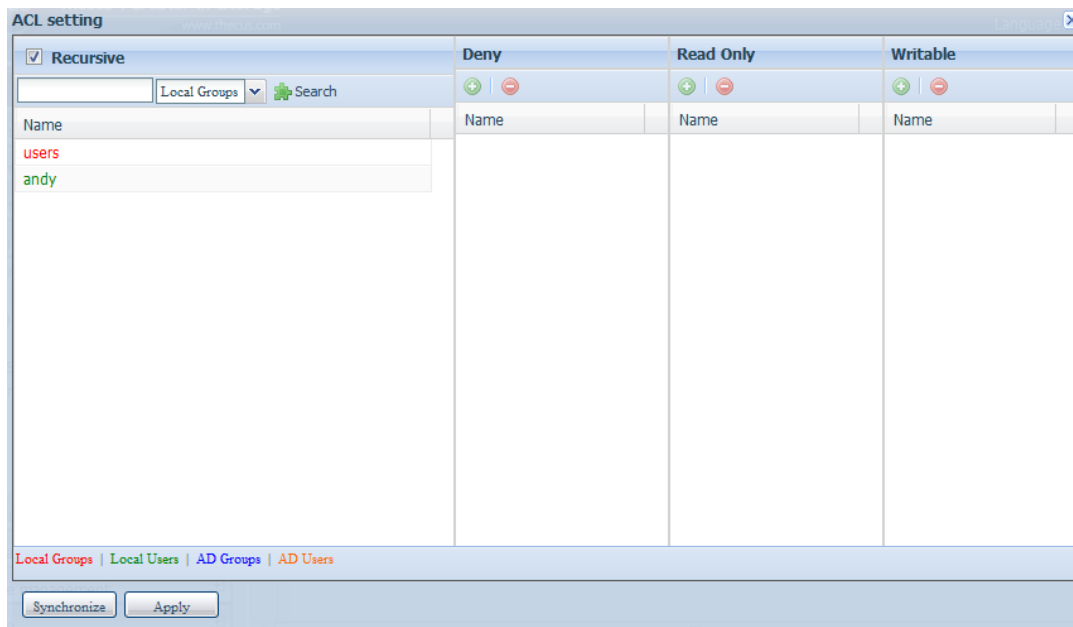 ACL setting
Language
Recursive
Deny
Read Only
Writable
Local Groups
Search
Name
Name
Name
Name
users
andy
Local Groups | Local Users | AD Groups | AD Users
Synchronize
Apply